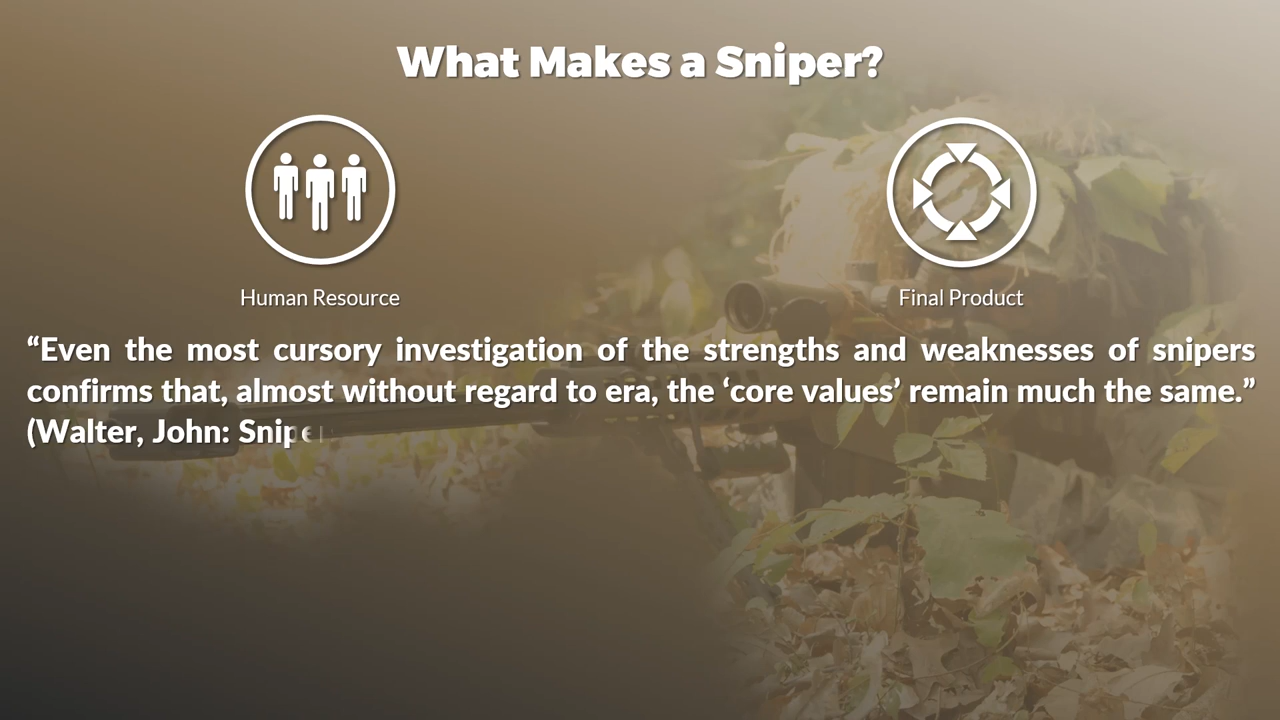 What Makes a Sniper?
Human Resource
Final Product
“Even the most cursory investigation of the strengths and weaknesses of snipers
confirms that, almost without regard to era, the ‘core values’ remain much the same.”
(Walter, John: